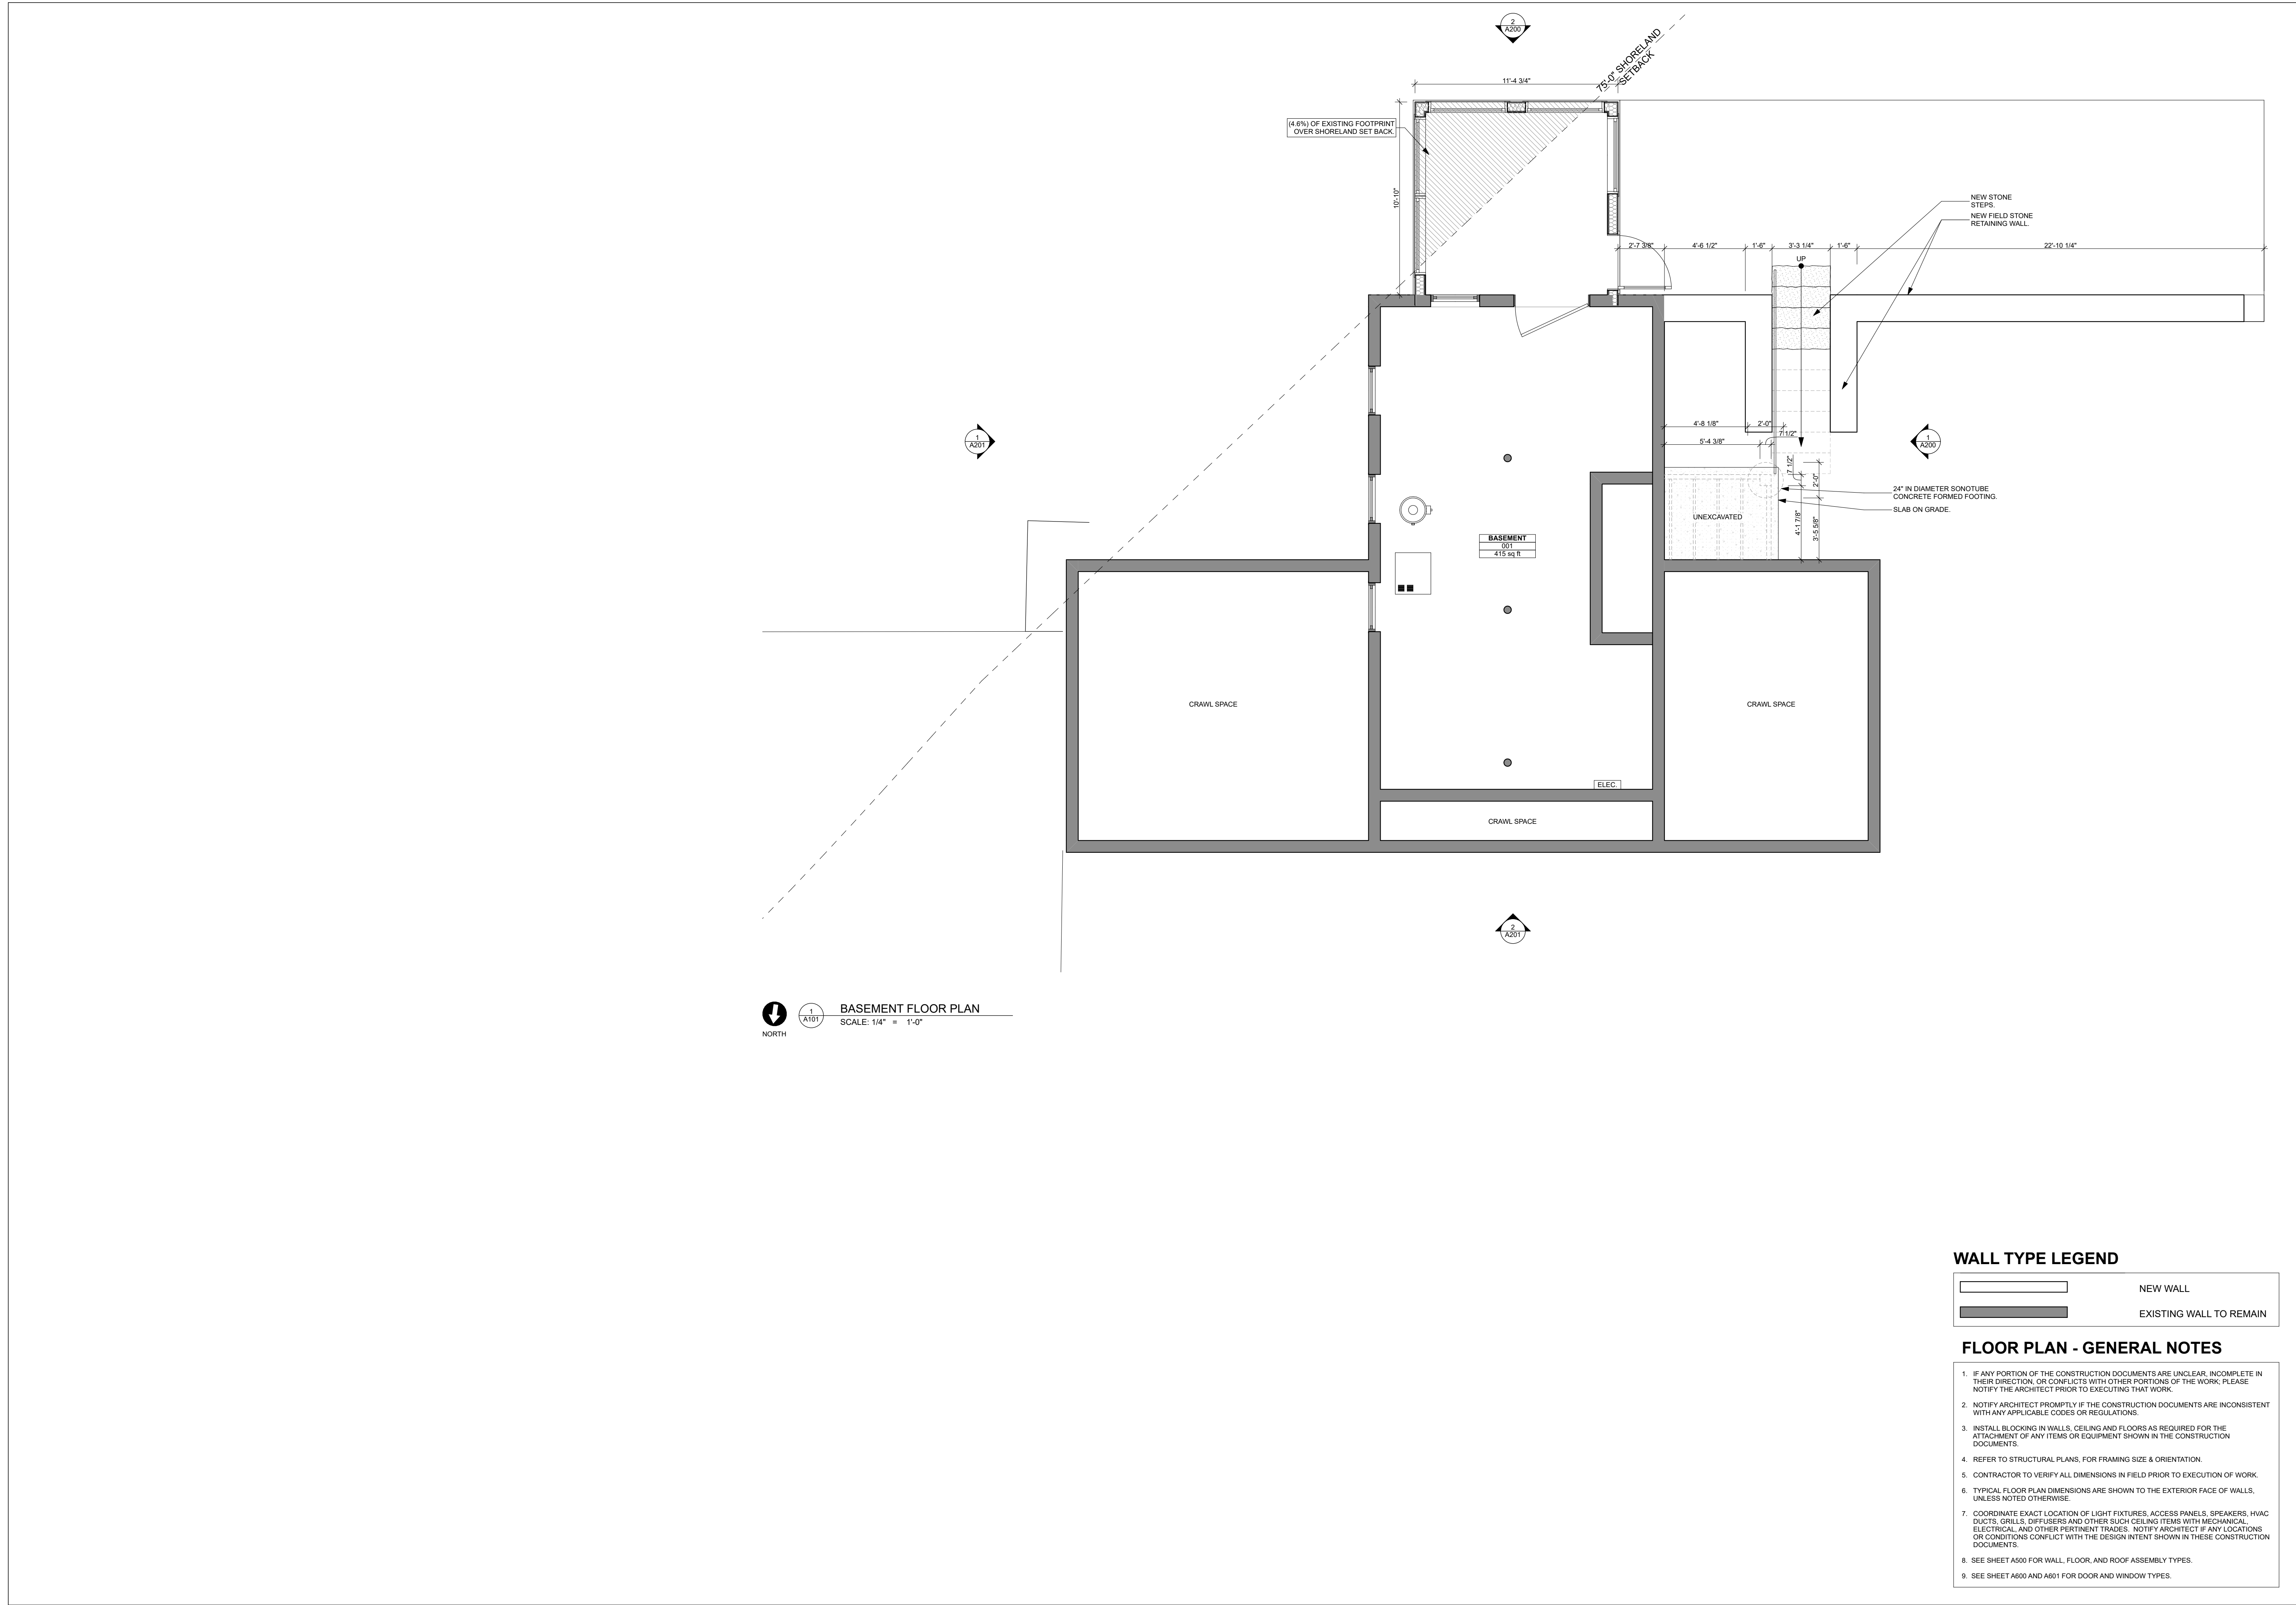 2
A200
75'-0" SHORELAND
SETBACK
11'-4 3/4"
(4.6%) OF EXISTING FOOTPRINT
OVER SHORELAND SET BACK.
10'-10"
NEW STONE
STEPS.
NEW FIELD STONE
RETAINING WALL.
2'-7 3/8"
4'-6 1/2"
1'-6"
3'-3 1/4"
1'-6"
22'-10 1/4"
UP
1
A201
4'-8 1/8"
2'-0"
7 1/2"
5'-4 3/8"
1
A200
7 1/2"
2'-0"
24" IN DIAMETER SONOTUBE
CONCRETE FORMED FOOTING.
SLAB ON GRADE.
UNEXCAVATED
4'-1 7/8"
3'-5 5/8"
BASEMENT
001
415 sq ft
CRAWL SPACE
CRAWL SPACE
ELEC.
CRAWL SPACE
2
A201
NORTH
1
A101
BASEMENT FLOOR PLAN
SCALE: 1/4" = 1'-0"
WALL TYPE LEGEND
NEW WALL
EXISTING WALL TO REMAIN
FLOOR PLAN - GENERAL NOTES
1. IF ANY PORTION OF THE CONSTRUCTION DOCUMENTS ARE UNCLEAR, INCOMPLETE IN
THEIR DIRECTION, OR CONFLICTS WITH OTHER PORTIONS OF THE WORK; PLEASE
NOTIFY THE ARCHITECT PRIOR TO EXECUTING THAT WORK.
2. NOTIFY ARCHITECT PROMPTLY IF THE CONSTRUCTION DOCUMENTS ARE INCONSISTENT
WITH ANY APPLICABLE CODES OR REGULATIONS.
3. INSTALL BLOCKING IN WALLS, CEILING AND FLOORS AS REQUIRED FOR THE
ATTACHMENT OF ANY ITEMS OR EQUIPMENT SHOWN IN THE CONSTRUCTION
DOCUMENTS.
4. REFER TO STRUCTURAL PLANS, FOR FRAMING SIZE & ORIENTATION.
5. CONTRACTOR TO VERIFY ALL DIMENSIONS IN FIELD PRIOR TO EXECUTION OF WORK.
6. TYPICAL FLOOR PLAN DIMENSIONS ARE SHOWN TO THE EXTERIOR FACE OF WALLS,
UNLESS NOTED OTHERWISE.
7. COORDINATE EXACT LOCATION OF LIGHT FIXTURES, ACCESS PANELS, SPEAKERS, HVAC
DUCTS, GRILLS, DIFFUSERS AND OTHER SUCH CEILING ITEMS WITH MECHANICAL,
ELECTRICAL, AND OTHER PERTINENT TRADES. NOTIFY ARCHITECT IF ANY LOCATIONS
OR CONDITIONS CONFLICT WITH THE DESIGN INTENT SHOWN IN THESE CONSTRUCTION
DOCUMENTS.
8. SEE SHEET A500 FOR WALL, FLOOR, AND ROOF ASSEMBLY TYPES.
9. SEE SHEET A600 AND A601 FOR DOOR AND WINDOW TYPES.